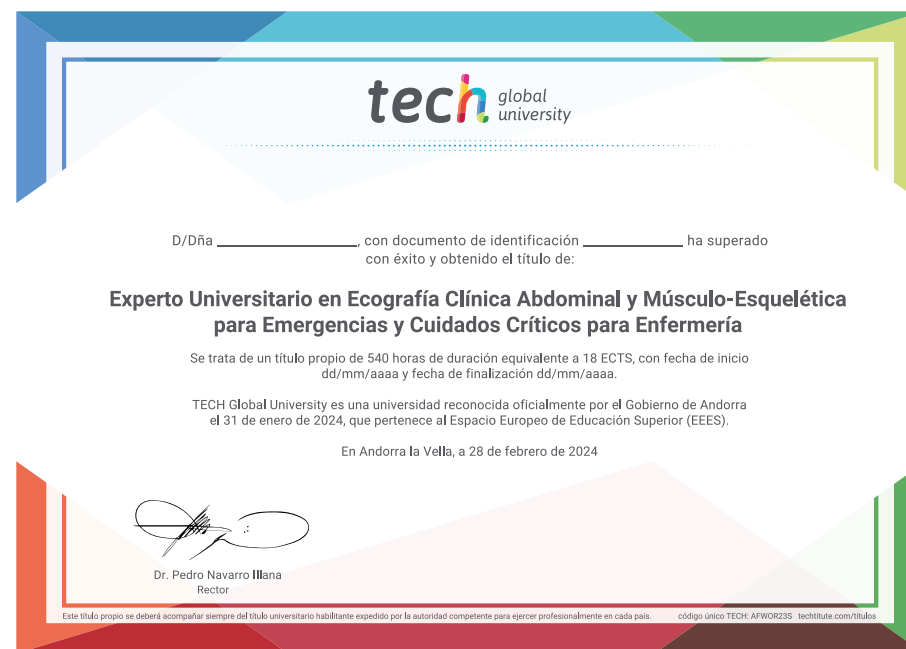 tech global university
D/Dña ____________________, con documento de identificación ______________ ha superado
con éxito y obtenido el título de:
Experto Universitario en Ecografía Clínica Abdominal y Músculo-Esquelética
para Emergencias y Cuidados Críticos para Enfermería
Se trata de un título propio de 540 horas de duración equivalente a 18 ECTS, con fecha de inicio
dd/mm/aaaa y fecha de finalización dd/mm/aaaa.
TECH Global University es una universidad reconocida oficialmente por el Gobierno de Andorra
el 31 de enero de 2024, que pertenece al Espacio Europeo de Educación Superior (EEES).
En Andorra la Vella, a 28 de febrero de 2024
Dr. Pedro Navarro Illana
Rector
Este título propio se deberá acompañar siempre del título universitario habilitante expedido por la autoridad competente para ejercer profesionalmente en cada país. código único TECH: AFWOR23S techtitute.com/titulos